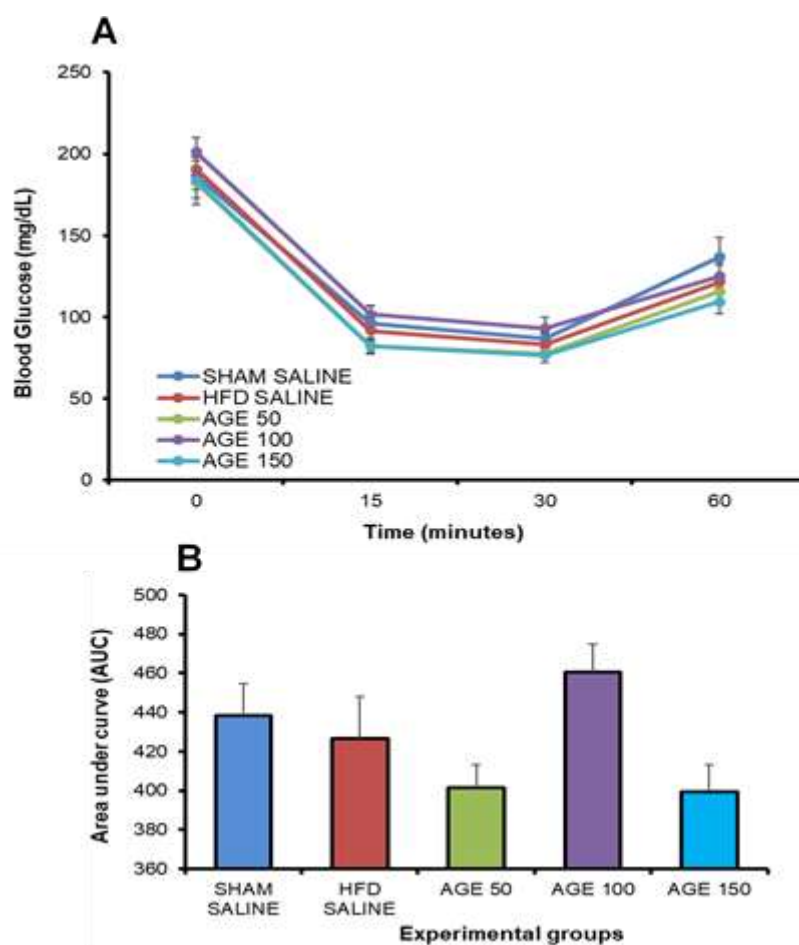 A
250
200
150
100
50
0
Blood Glucose (mg/dL)
SHAM SALINE
HFD SALINE
AGE 50
AGE 100
AGE 150
0 15 30 60
Time (minutes)
B
500
480
460
440
420
400
380
360
Area under curve (AUC)
SHAM SALINE
HFD SALINE
AGE 50
AGE 100
AGE 150
Experimental groups